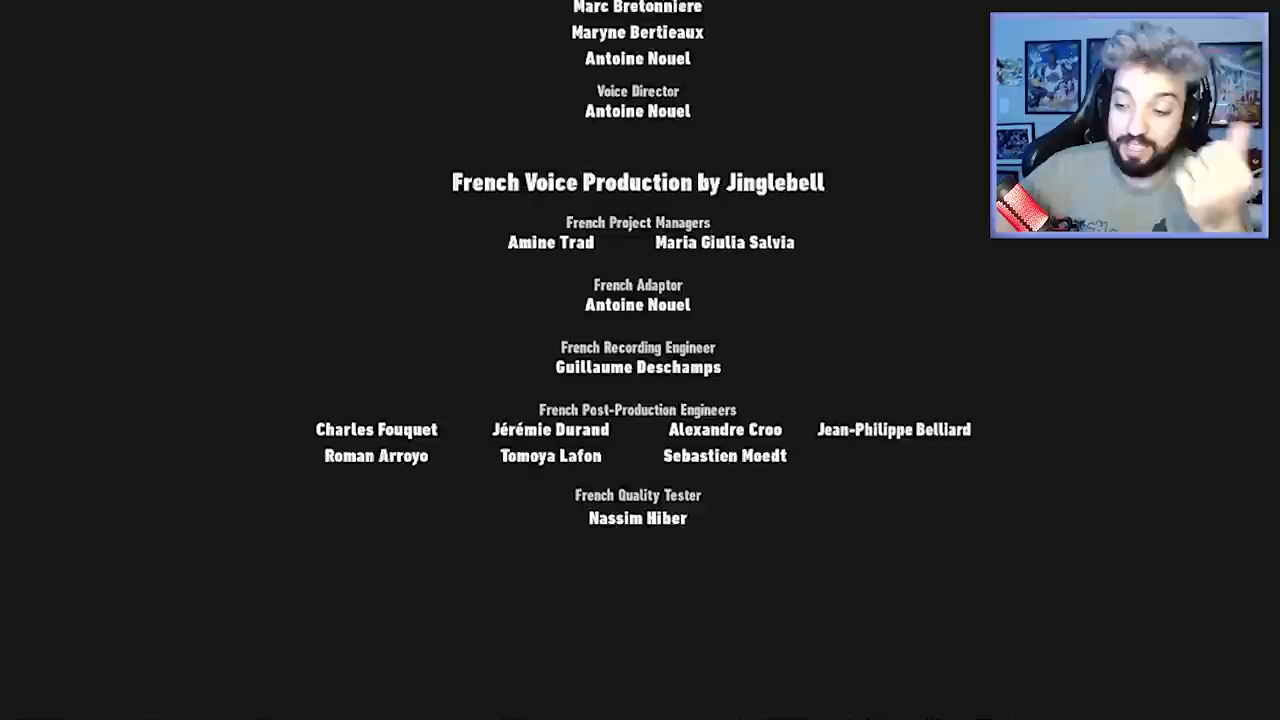 Marc Bretonniere
Maryne Bertieaux
Antoine Nouel
Voice Director
Antoine Nouel
French Voice Production by Jinglebell
French Project Managers
Amine Trad Maria Giulia Salvia
French Adaptor
Antoine Nouel
French Recording Engineer
Guillaume Deschamps
French Post-Production Engineers
Charles Fouquet Jérémie Durand Alexandre Croo Jean-Philippe Belliard
Roman Arroyo Tomoya Lafon Sebastien Moedt
French Quality Tester
Nassim Hiber